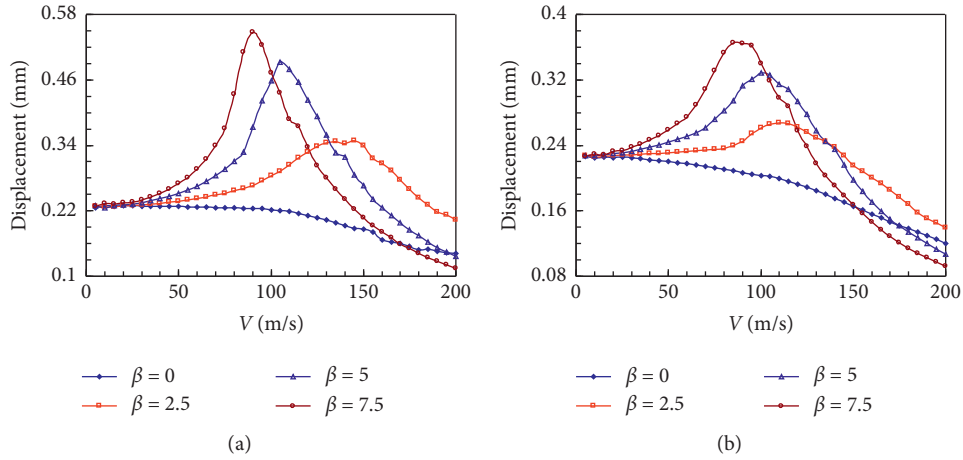 0.58
0.46
0.34
0.22
0.1
Displacement (mm)
0 50 100 150 200
V (m/s)
β = 0
β = 5
β = 2.5
β = 7.5
(a)
0.4
0.32
0.24
0.16
0.08
Displacement (mm)
0 50 100 150 200
V (m/s)
β = 0
β = 5
β = 2.5
β = 7.5
(b)